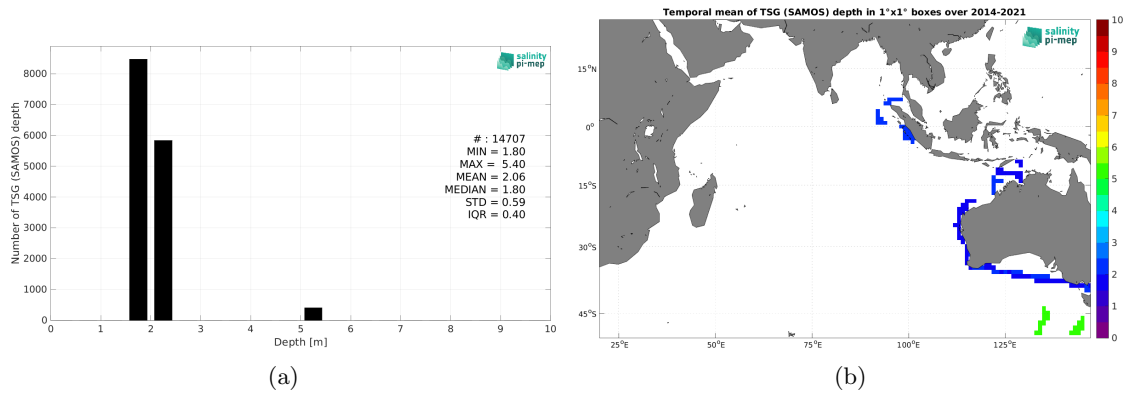 salinity
pi-mep
8000
7000
6000
5000
4000
3000
2000
1000
0
Number of TSG (SAMOS) depth
# : 14707
MIN = 1.80
MAX = 5.40
MEAN = 2.06
MEDIAN = 1.80
STD = 0.59
IQR = 0.40
0 1 2 3 4 5 6 7 8 9 10
Depth [m]
(a)
Temporal mean of TSG (SAMOS) depth in 1°x1° boxes over 2014-2021
salinity
pi-mep
15°N
0°
15°S
30°S
45°S
25°E 50°E 75°E 100°E 125°E
10
9
8
7
6
5
4
3
2
1
0
(b)